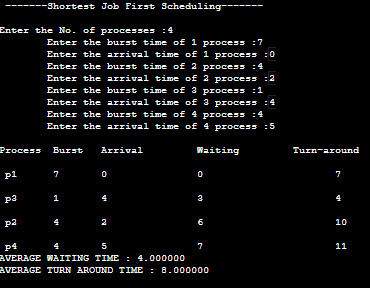 -------Shortest Job First Scheduling-------
Enter the No. of processes :4
Enter the burst time of 1 process :7
Enter the arrival time of 1 process :0
Enter the burst time of 2 process :4
Enter the arrival time of 2 process :2
Enter the burst time of 3 process :1
Enter the arrival time of 3 process :4
Enter the burst time of 4 process :4
Enter the arrival time of 4 process :5
Process Burst Arrival Waiting Turn-around
p1 7 0 0 7
p3 1 4 3 4
p2 4 2 6 10
p4 4 5 7 11
AVERAGE WAITING TIME : 4.000000
AVERAGE TURN AROUND TIME : 8.000000